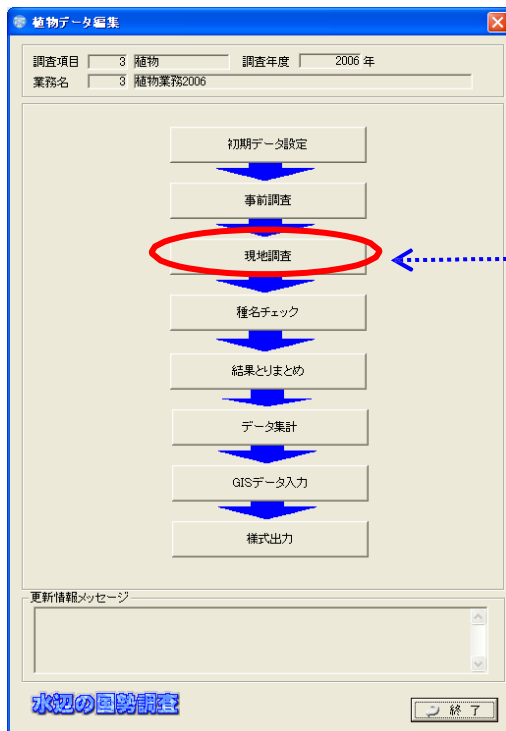 植物データ編集
調査項目 3 植物 調査年度 2006 年
業務名 3 植物業務2006
初期データ設定
事前調査
現地調査
種名チェック
結果とりまとめ
データ集計
GISデータ入力
様式出力
更新情報メッセージ
水辺の国勢調査
終 了